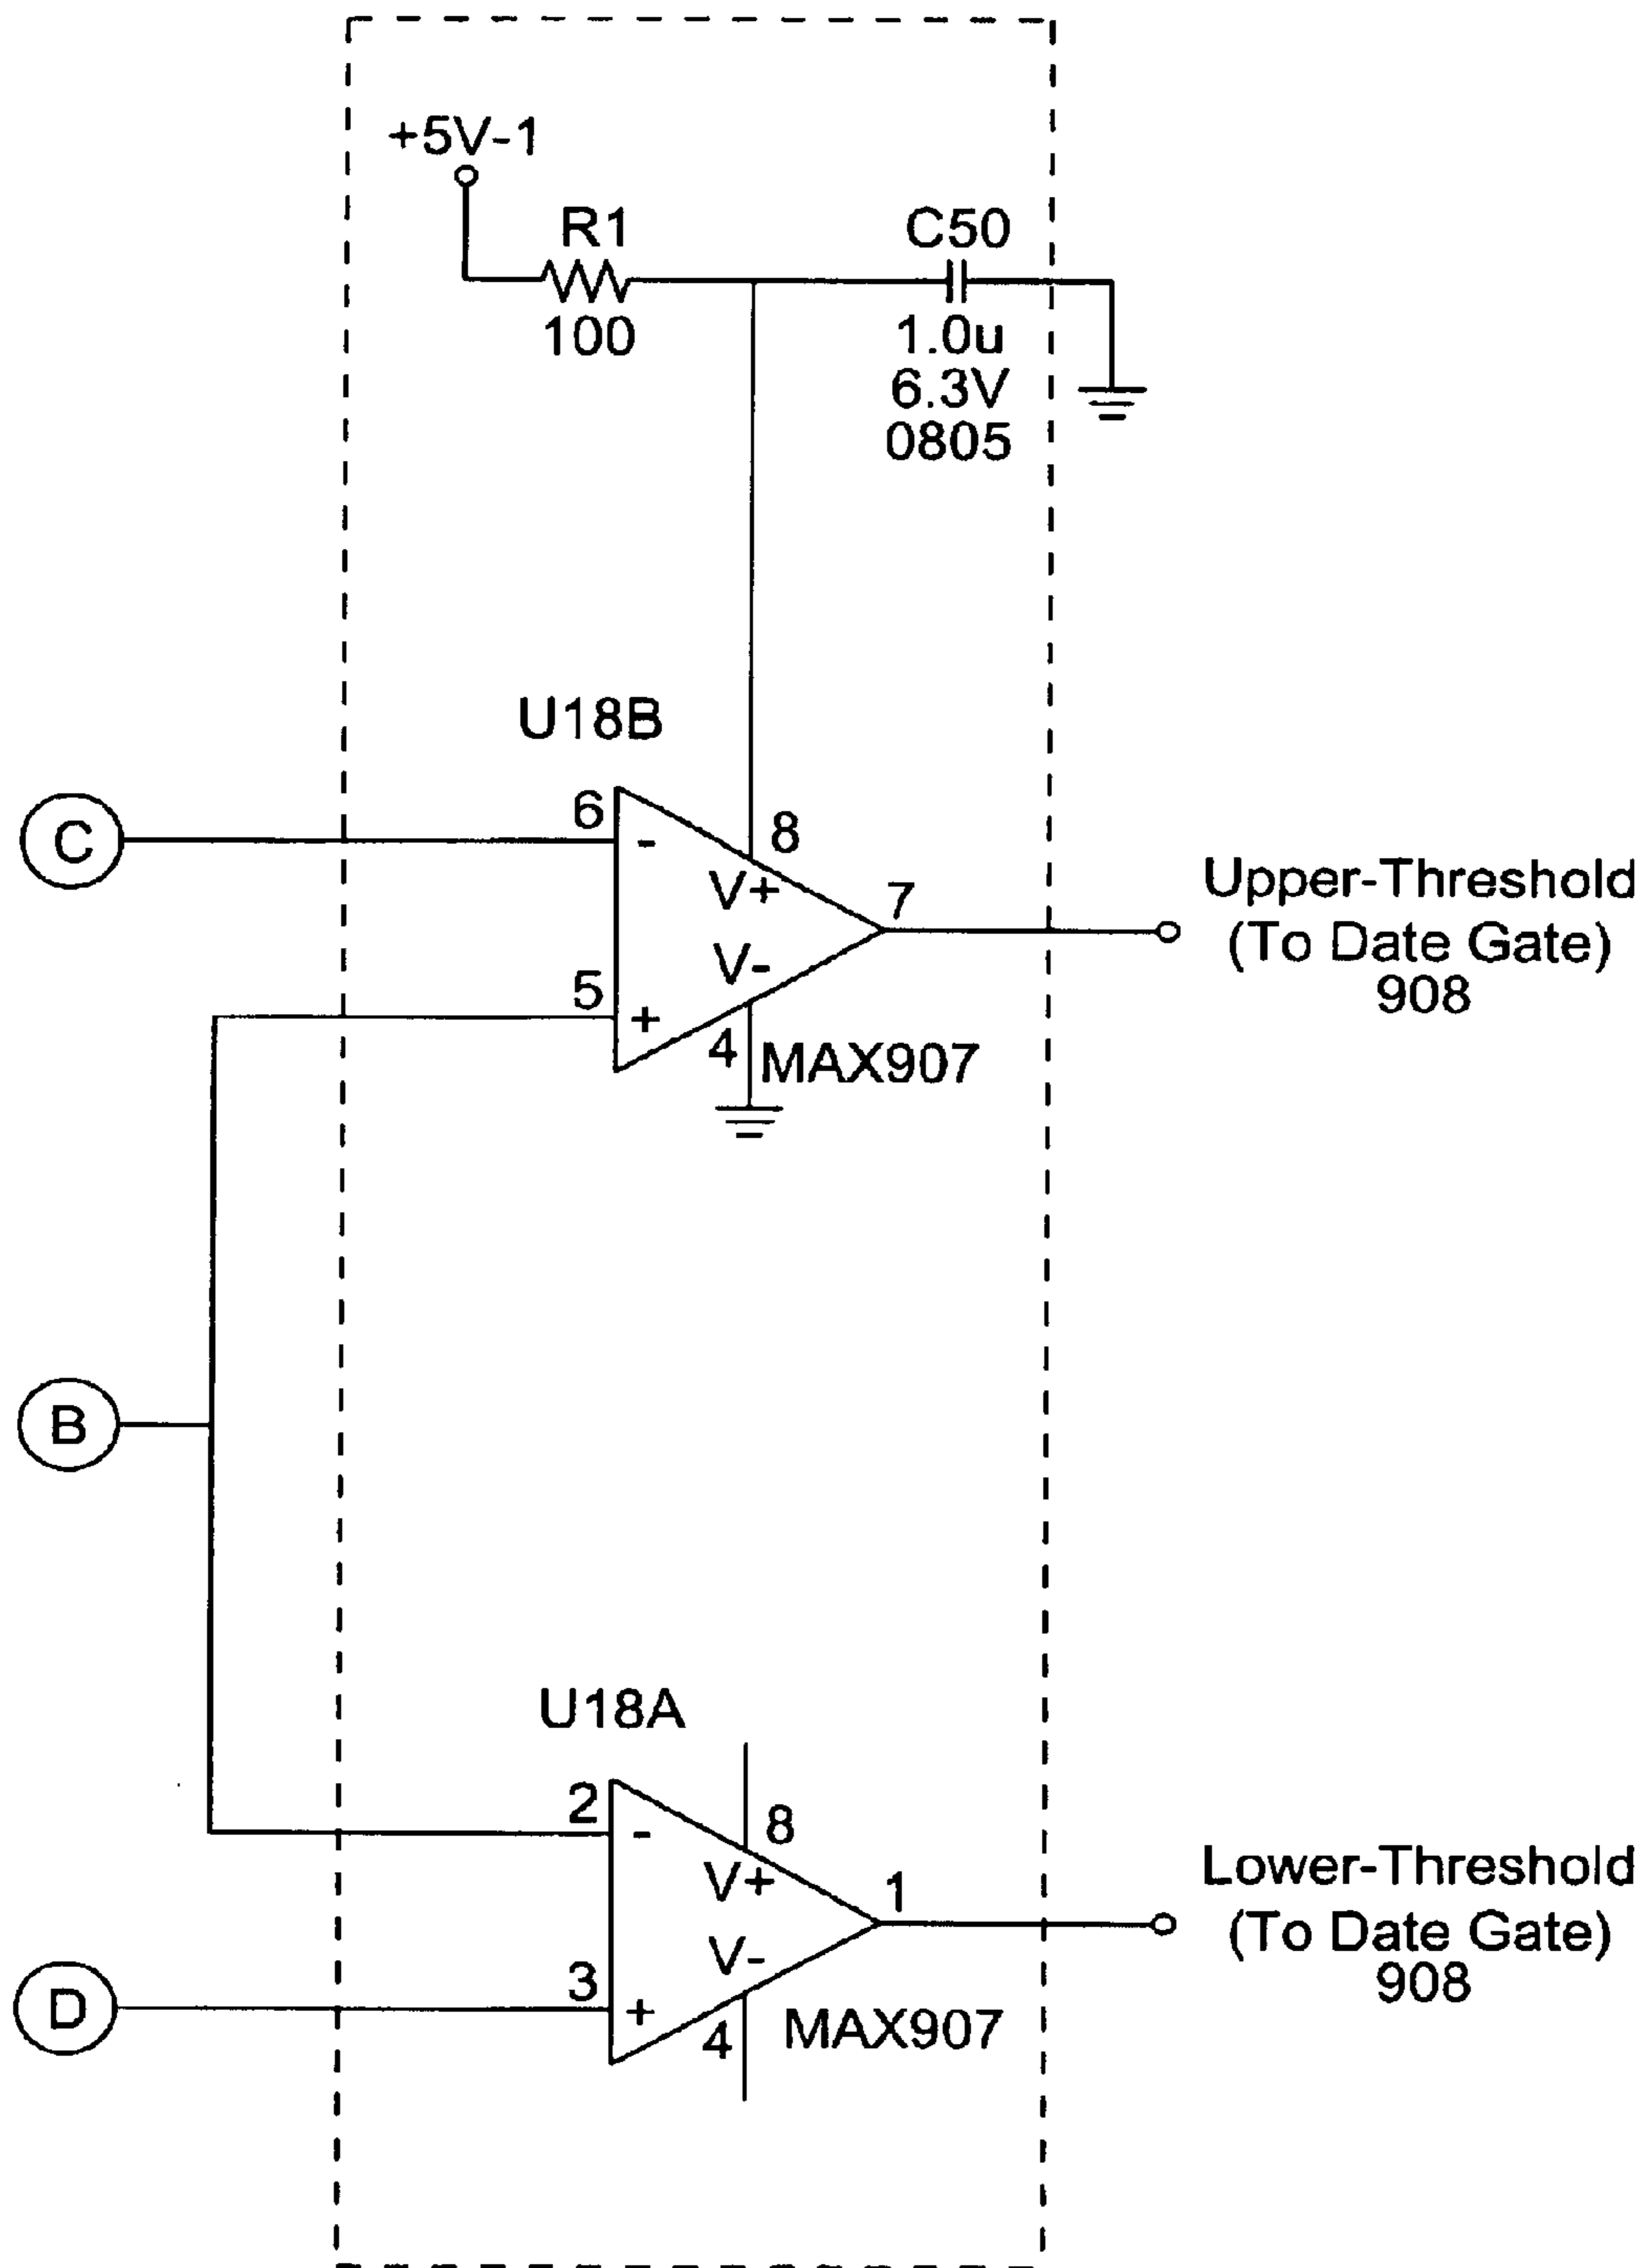 +5V-1
R1
100
C50
1.0u
6.3V
0805
U18B
C
6
-
8
V+
7
Upper-Threshold
(To Date Gate)
908
V-
5
+
4
MAX907
B
U18A
2
-
8
V+
1
Lower-Threshold
(To Date Gate)
908
V-
D
3
+
4
MAX907